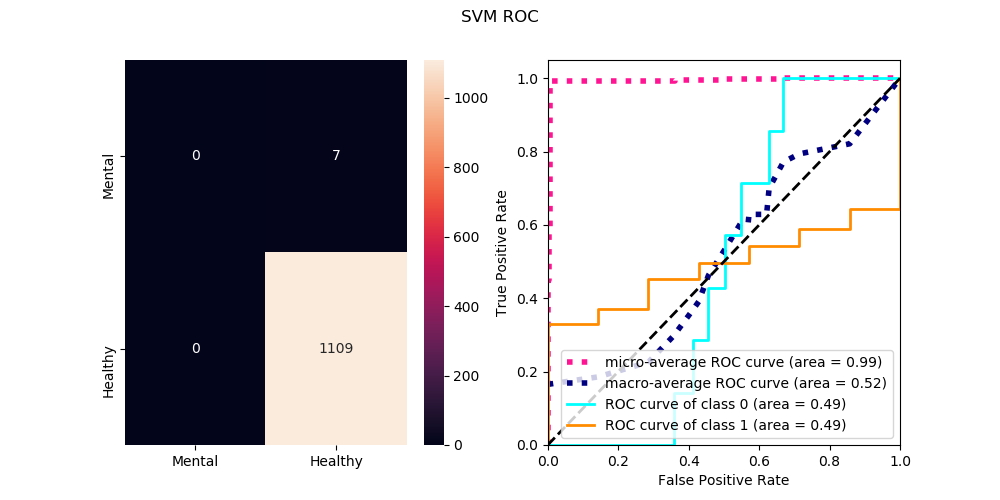 SVM ROC
Mental
Healthy
0
7
0
1109
Mental
Healthy
1000
800
600
400
200
0
True Positive Rate
1.0
0.8
0.6
0.4
0.2
0.0
micro-average ROC curve (area = 0.99)
macro-average ROC curve (area = 0.52)
ROC curve of class 0 (area = 0.49)
ROC curve of class 1 (area = 0.49)
0.0 0.2 0.4 0.6 0.8 1.0
False Positive Rate